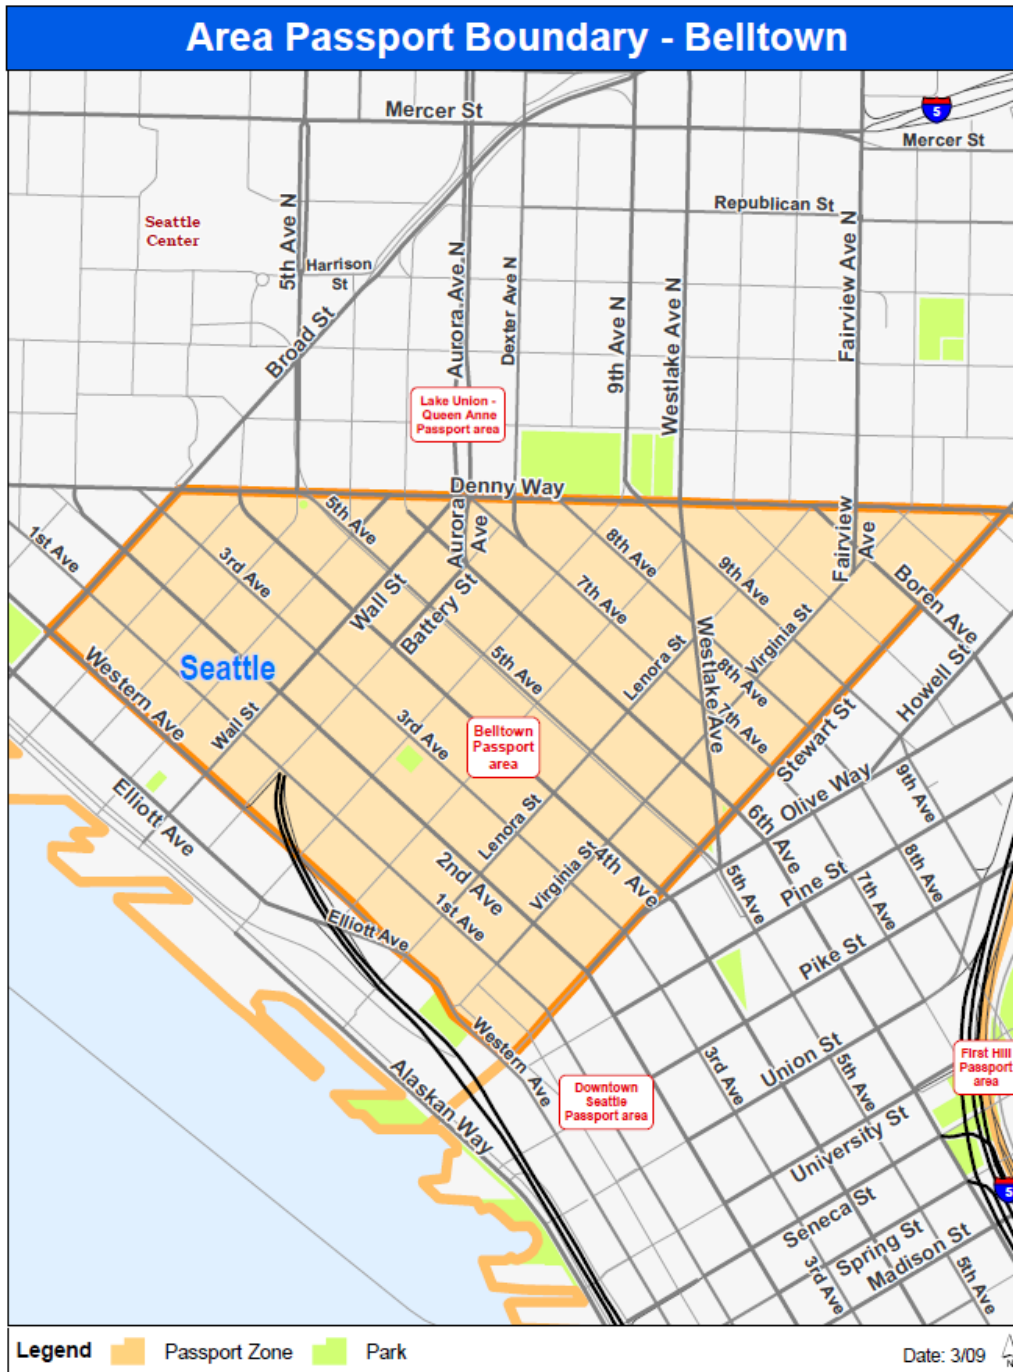 Area Passport Boundary - Belltown
Mercer St
5
Mercer St
Republican St
Seattle
Center
5th Ave N
Harrison
St
Broad St
Aurora Ave N
Dexter Ave N
9th Ave N
Westlake Ave N
Fairview Ave N
Lake Union -
Queen Anne
Passport area
Denny Way
1st Ave
3rd Ave
5th Ave
Aurora
Ave
8th Ave
9th Ave
Fairview
Ave
Wall St
Battery St
7th Ave
Boren Ave
Virginia St
Lenora St
Western Ave
Seattle
5th Ave
Westlake Ave
8th Ave
7th Ave
Howell St
Wall St
3rd Ave
Belltown
Passport
area
Stewart St
Olive Way
9th Ave
Elliott Ave
Lenora St
6th
Ave
2nd Ave
Virginia St
4th Ave
8th Ave
Pine St
5th Ave
7th Ave
1st Ave
Elliott Ave
Pike St
Western Ave
Union St
3rd Ave
5th Ave
First Hill
Passport
area
Alaskan Way
Downtown
Seattle
Passport area
University St
5
Seneca St
Spring St
Madison St
3rd Ave
5th Ave
Legend
Passport Zone
Park
Date: 3/09
N